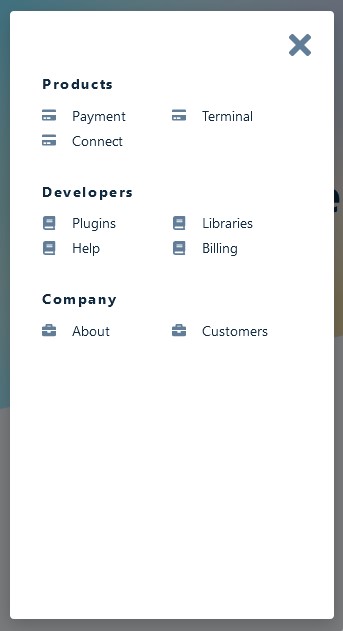 Products
Payment Terminal
Connect
Developers
Plugins Libraries
Help Billing
Company
About Customers
e